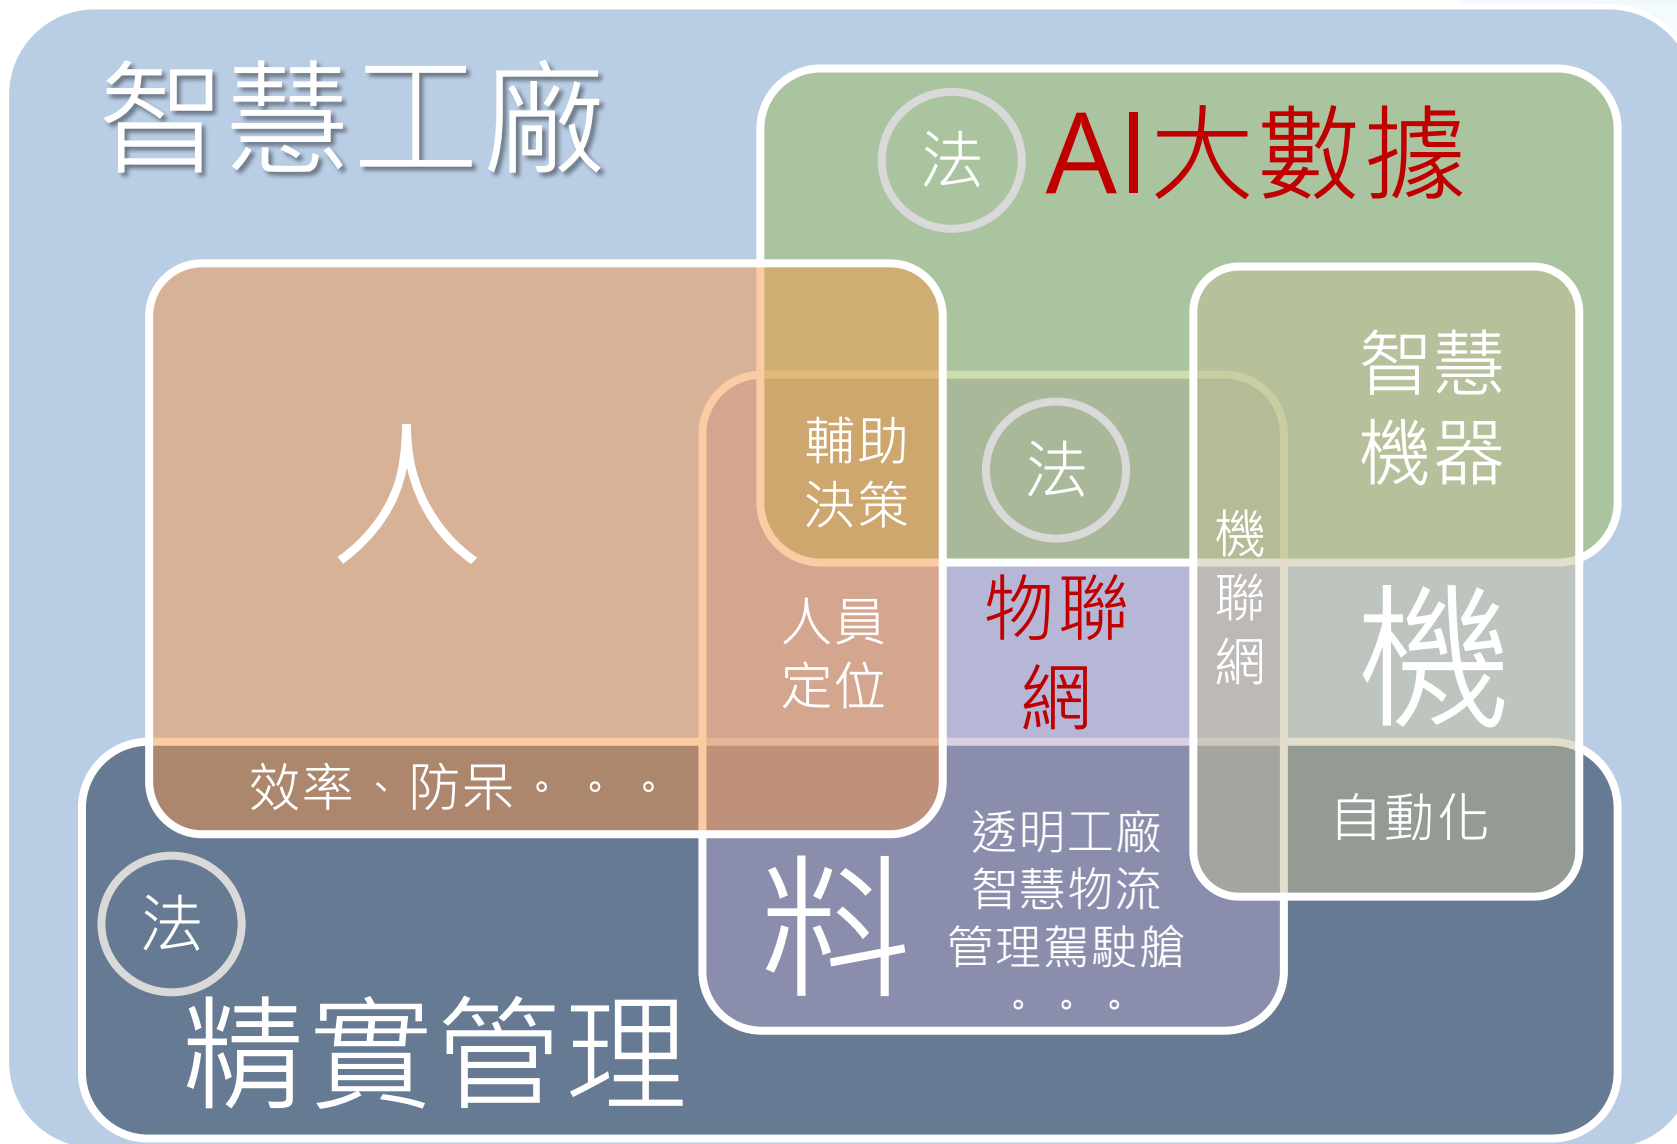 智慧工廠
法
AI大數據
智慧
機器
人
輔助
決策
法
機
聯
網
物聯
網
人員
定位
機
效率、防呆。。。
自動化
料
透明工廠
智慧物流
管理駕駛艙
。。。
法
精實管理